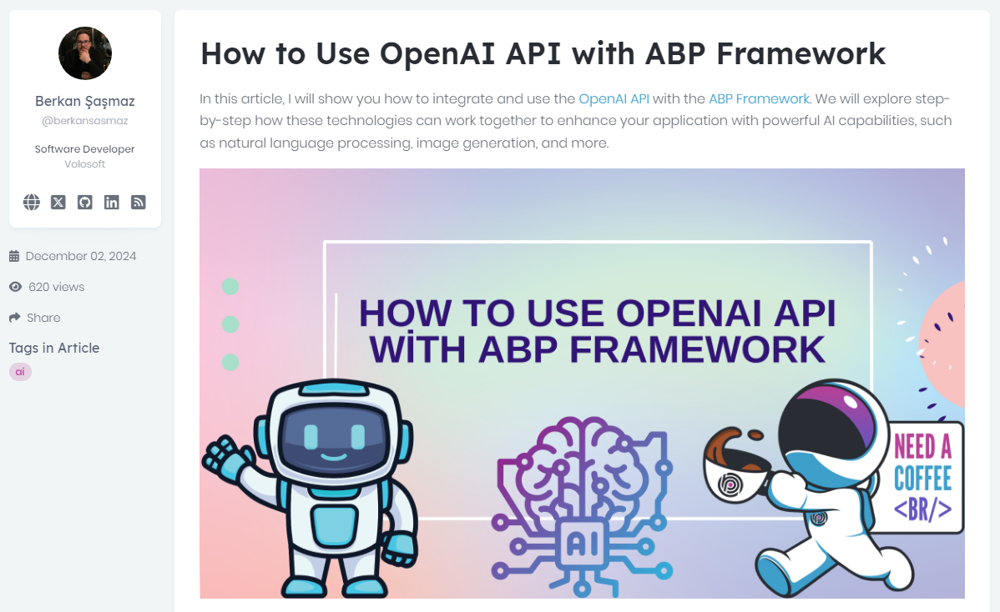 Berkan Şaşmaz
@berkansasmaz
Software Developer
Volosoft
December 02, 2024
620 views
Share
Tags in Article
ai
How to Use OpenAI API with ABP Framework
In this article, I will show you how to integrate and use the OpenAI API with the ABP Framework. We will explore step-
by-step how these technologies can work together to enhance your application with powerful AI capabilities, such
as natural language processing, image generation, and more.
HOW TO USE OPENAI API
WİTH ABP FRAMEWORK
AI
NEED A
COFFEE
<BR/>